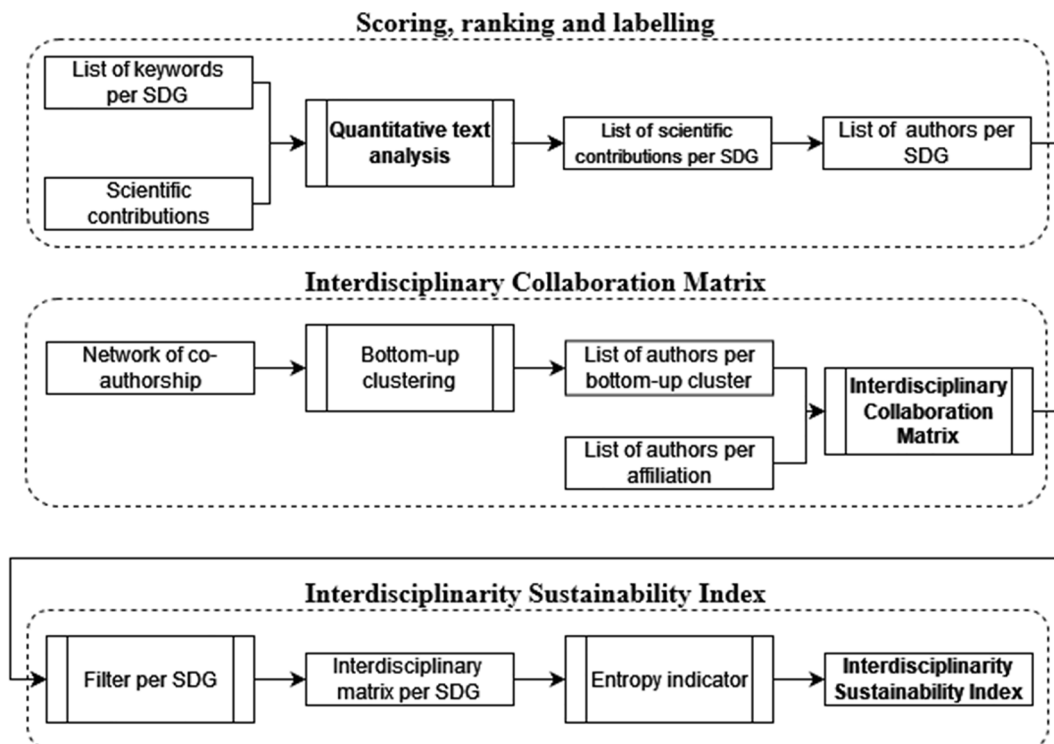 Scoring, ranking and labelling
List of keywords
per SDG
Scientific
contributions
Quantitative text
analysis
List of scientific
contributions per SDG
List of authors per
SDG
Interdisciplinary Collaboration Matrix
Network of co-
authorship
Bottom-up
clustering
List of authors per
bottom-up cluster
List of authors per
affiliation
Interdisciplinary
Collaboration
Matrix
Interdisciplinarity Sustainability Index
Filter per SDG
Interdisciplinary
matrix per SDG
Entropy indicator
Interdisciplinarity
Sustainability Index